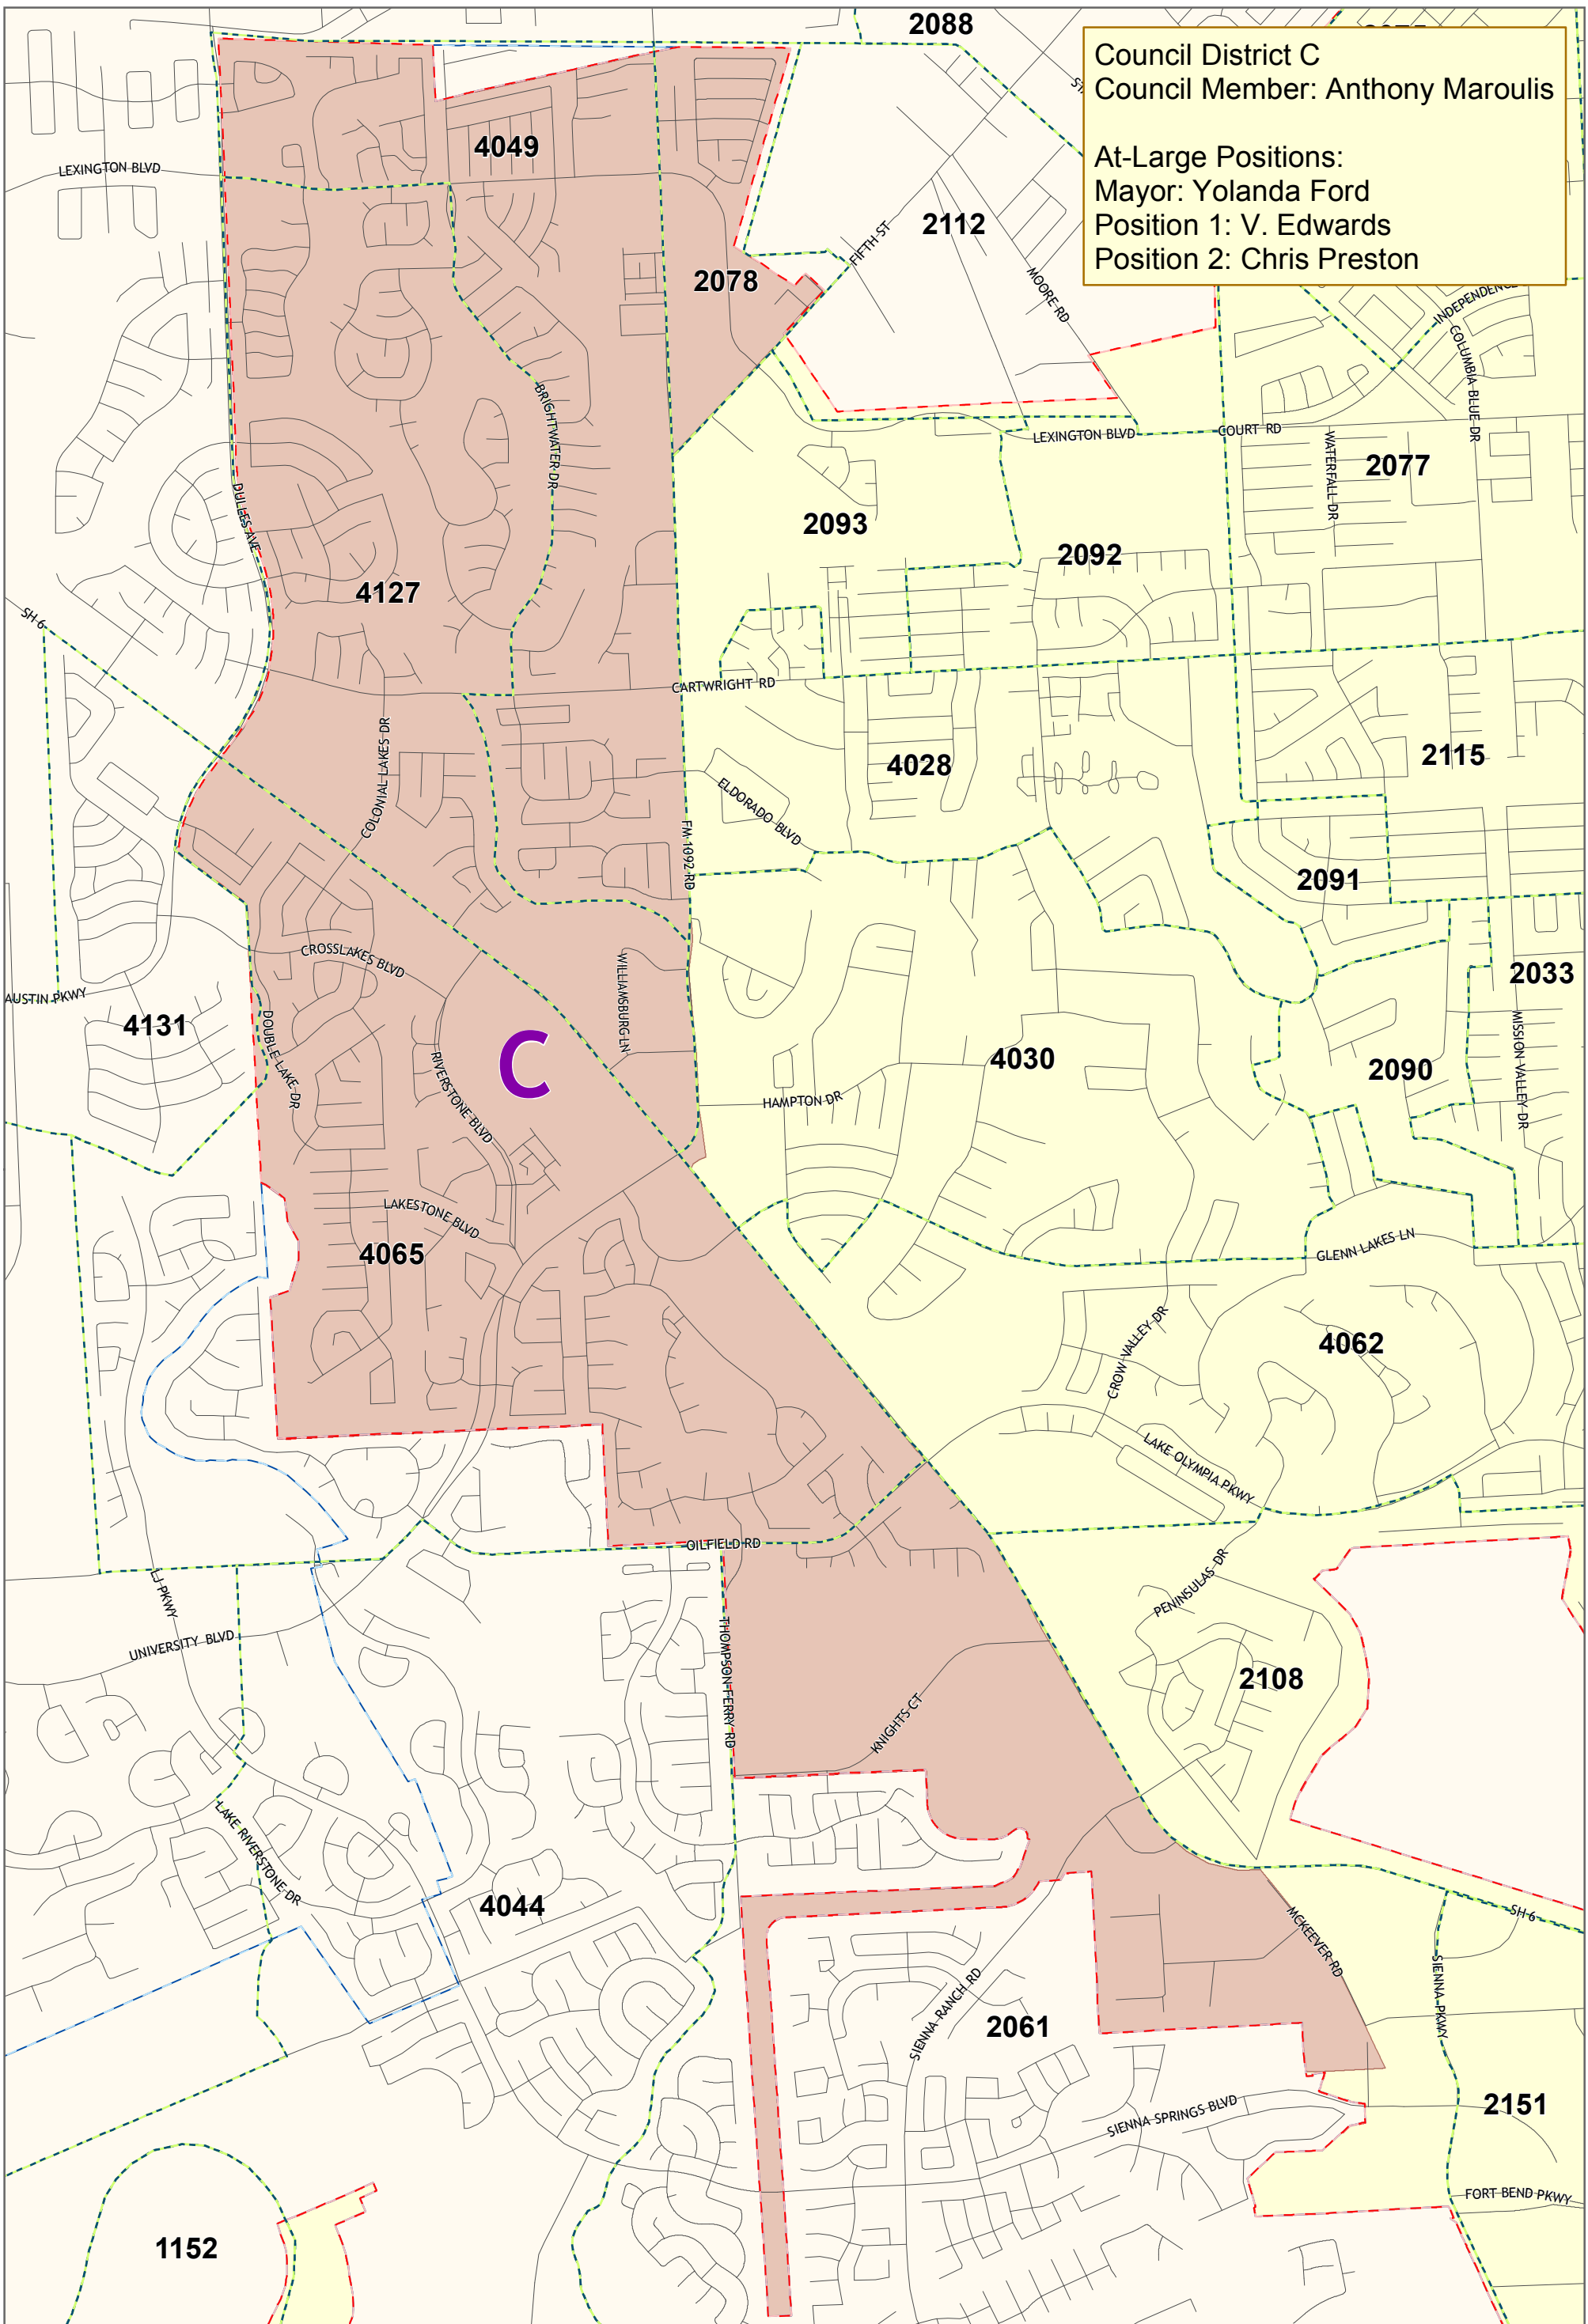 2088
Council District C
Council Member: Anthony Maroulis
At-Large Positions:
Mayor: Yolanda Ford
Position 1: V. Edwards
Position 2: Chris Preston
4049
LEXINGTON BLVD
2112
FIFTH ST
2078
MOORE RD
INDEPENDENCE
COLUMBIA BLUE DR
BRIGHTWATER DR
LEXINGTON BLVD
COURT RD
WATERFALL DR
2077
DULLES AVE
2093
2092
4127
SH 6
CARTWRIGHT RD
COLONIAL LAKES DR
4028
2115
ELDORADO BLVD
FM 1092 RD
2091
CROSSLAKES BLVD
WILLIAMSBURG LN
2033
AUSTIN PKWY
4131
DOUBLE LAKE DR
C
RIVERSTONE BLVD
4030
2090
MISSION VALLEY DR
HAMPTON DR
LAKESTONE BLVD
4065
GLENN LAKES LN
CROW VALLEY DR
4062
LAKE OLYMPIA PKWY
OILFIELD RD
LJ PKWY
PENINSULAS DR
UNIVERSITY BLVD
THOMPSON FERRY RD
2108
KNIGHTS CT
LAKE RIVERSTONE DR
4044
MCKEEVER RD
SH 6
SIENNA PKWY
SIENNA RANCH RD
2061
SIENNA SPRINGS BLVD
2151
FORT BEND PKWY
1152